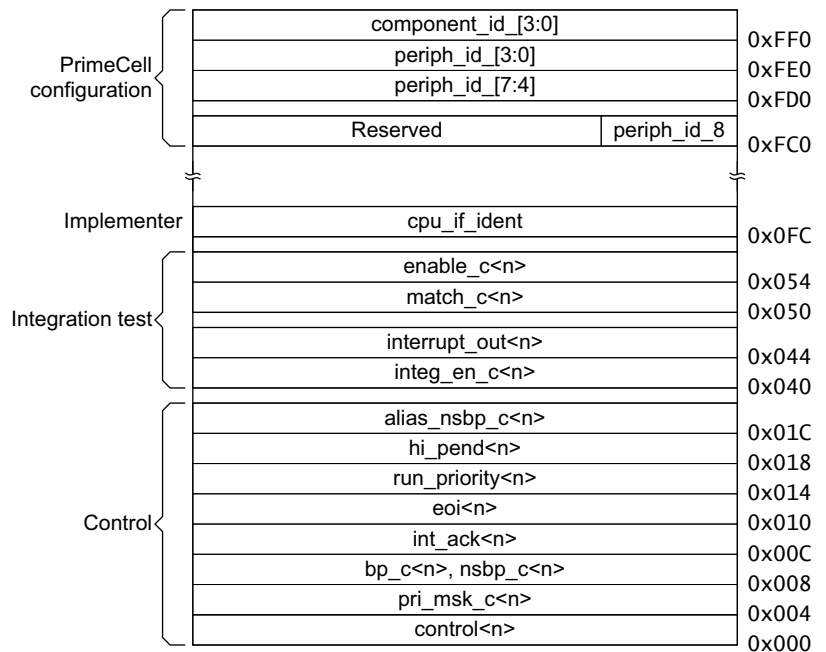 component_id_[3:0]
0xFF0
periph_id_[3:0]
0xFE0
PrimeCell
configuration
periph_id_[7:4]
0xFD0
Reserved
periph_id_8
0xFC0
Implementer
cpu_if_ident
0x0FC
enable_c<n>
0x054
match_c<n>
0x050
Integration test
interrupt_out<n>
0x044
integ_en_c<n>
0x040
alias_nsbp_c<n>
0x01C
hi_pend<n>
0x018
run_priority<n>
0x014
Control
eoi<n>
0x010
int_ack<n>
0x00C
bp_c<n>, nsbp_c<n>
0x008
pri_msk_c<n>
0x004
control<n>
0x000